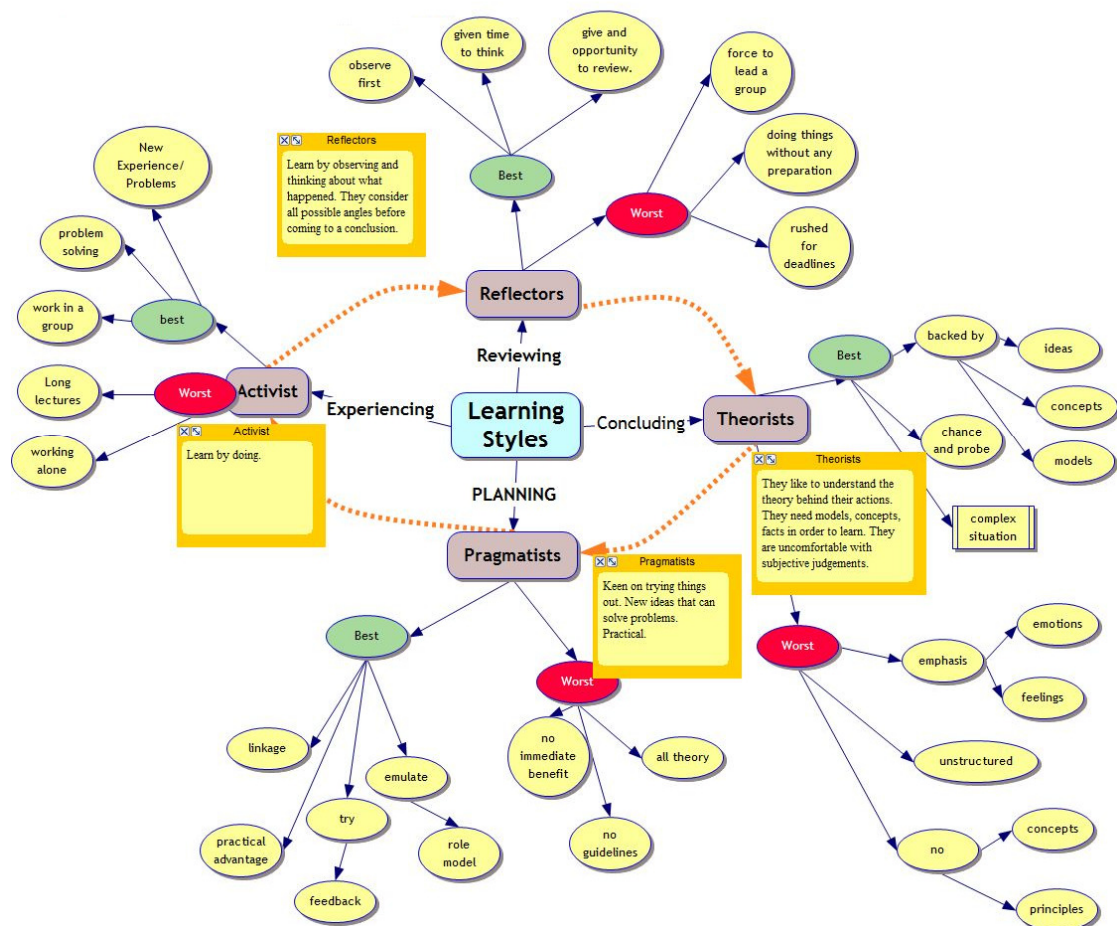 given time
to think
give and
opportunity
to review.
observe
first
force to
lead a
group
doing things
without any
preparation
rushed
for
deadlines
Best
Worst
Reflectors
Learn by observing and
thinking about what
happened. They consider
all possible angles before
coming to a conclusion.
New
Experience/
Problems
problem
solving
work in a
group
best
Long
lectures
working
alone
Worst
Activist
Activist
Learn by doing.
Reflectors
Reviewing
Experiencing
Learning
Styles
Concluding
PLANNING
Theorists
Best
backed by
ideas
concepts
models
chance
and probe
complex
situation
Theorists
They like to understand the
theory behind their actions.
They need models, concepts,
facts in order to learn. They
are uncomfortable with
subjective judgements.
Worst
emphasis
emotions
feelings
unstructured
no
concepts
principles
Pragmatists
Pragmatists
Keen on trying things
out. New ideas that can
solve problems.
Practical.
Best
linkage
practical
advantage
try
feedback
emulate
role
model
Worst
no
immediate
benefit
all theory
no
guidelines